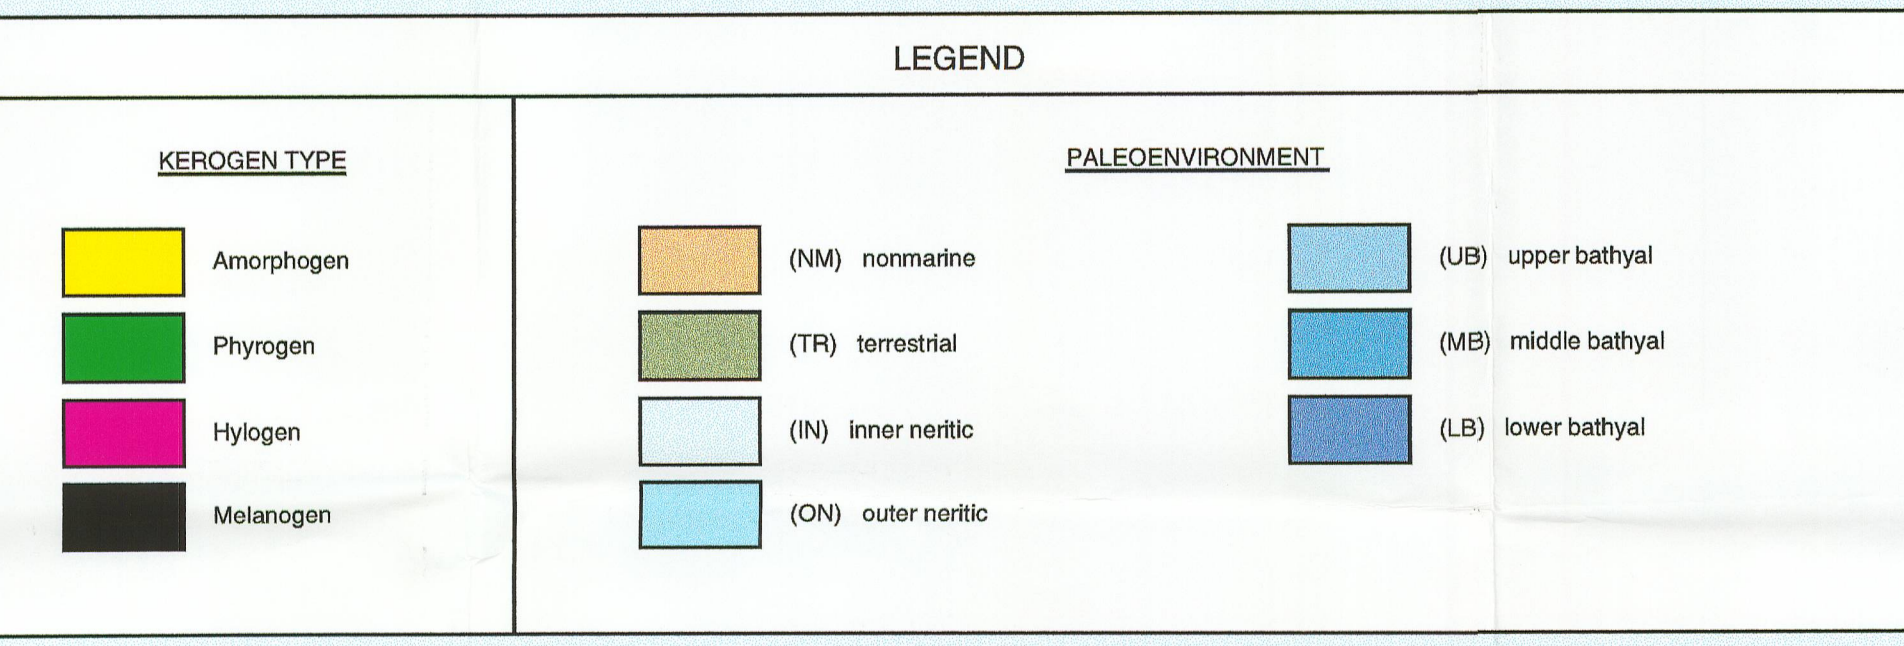 LEGEND
KEROGEN TYPE
Amorphogen
Phyrogen
Hylogen
Melanogen
PALEOENVIRONMENT
(NM) nonmarine
(TR) terrestrial
(IN) inner neritic
(ON) outer neritic
(UB) upper bathyal
(MB) middle bathyal
(LB) lower bathyal